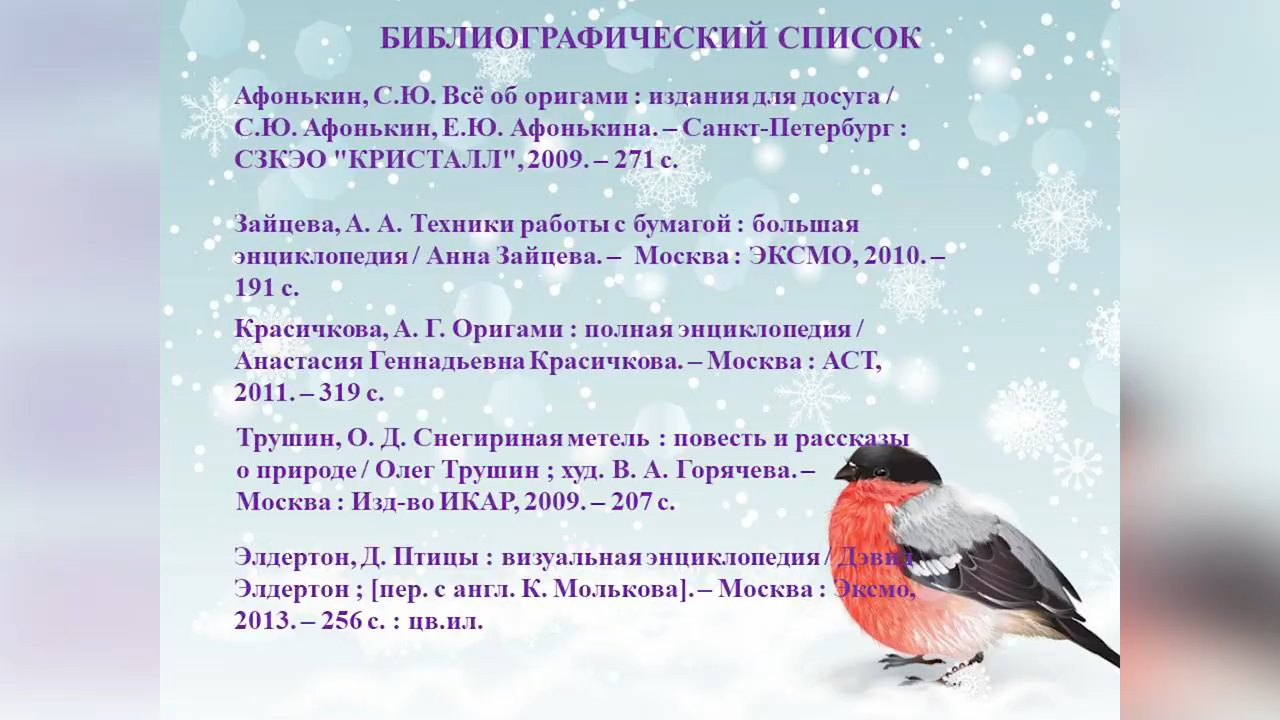 БИБЛИОГРАФИЧЕСКИЙ СПИСОК
Афонькин, С.Ю. Всё об оригами : издания для досуга /
С.Ю. Афонькин, Е.Ю. Афонькина. – Санкт-Петербург :
СЗКЭО "КРИСТАЛЛ", 2009. – 271 с.
Зайцева, А. А. Техники работы с бумагой : большая
энциклопедия / Анна Зайцева. – Москва : ЭКСМО, 2010. –
191 с.
Красичкова, А. Г. Оригами : полная энциклопедия /
Анастасия Геннадьевна Красичкова. – Москва : АСТ,
2011. – 319 с.
Трушин, О. Д. Снегириная метель : повесть и рассказы
о природе / Олег Трушин ; худ. В. А. Горячева. –
Москва : Изд-во ИКАР, 2009. – 207 с.
Элдертон, Д. Птицы : визуальная энциклопедия / Дэвид
Элдертон ; [пер. с англ. К. Молькова]. – Москва : Эксмо,
2013. – 256 с. : цв.ил.